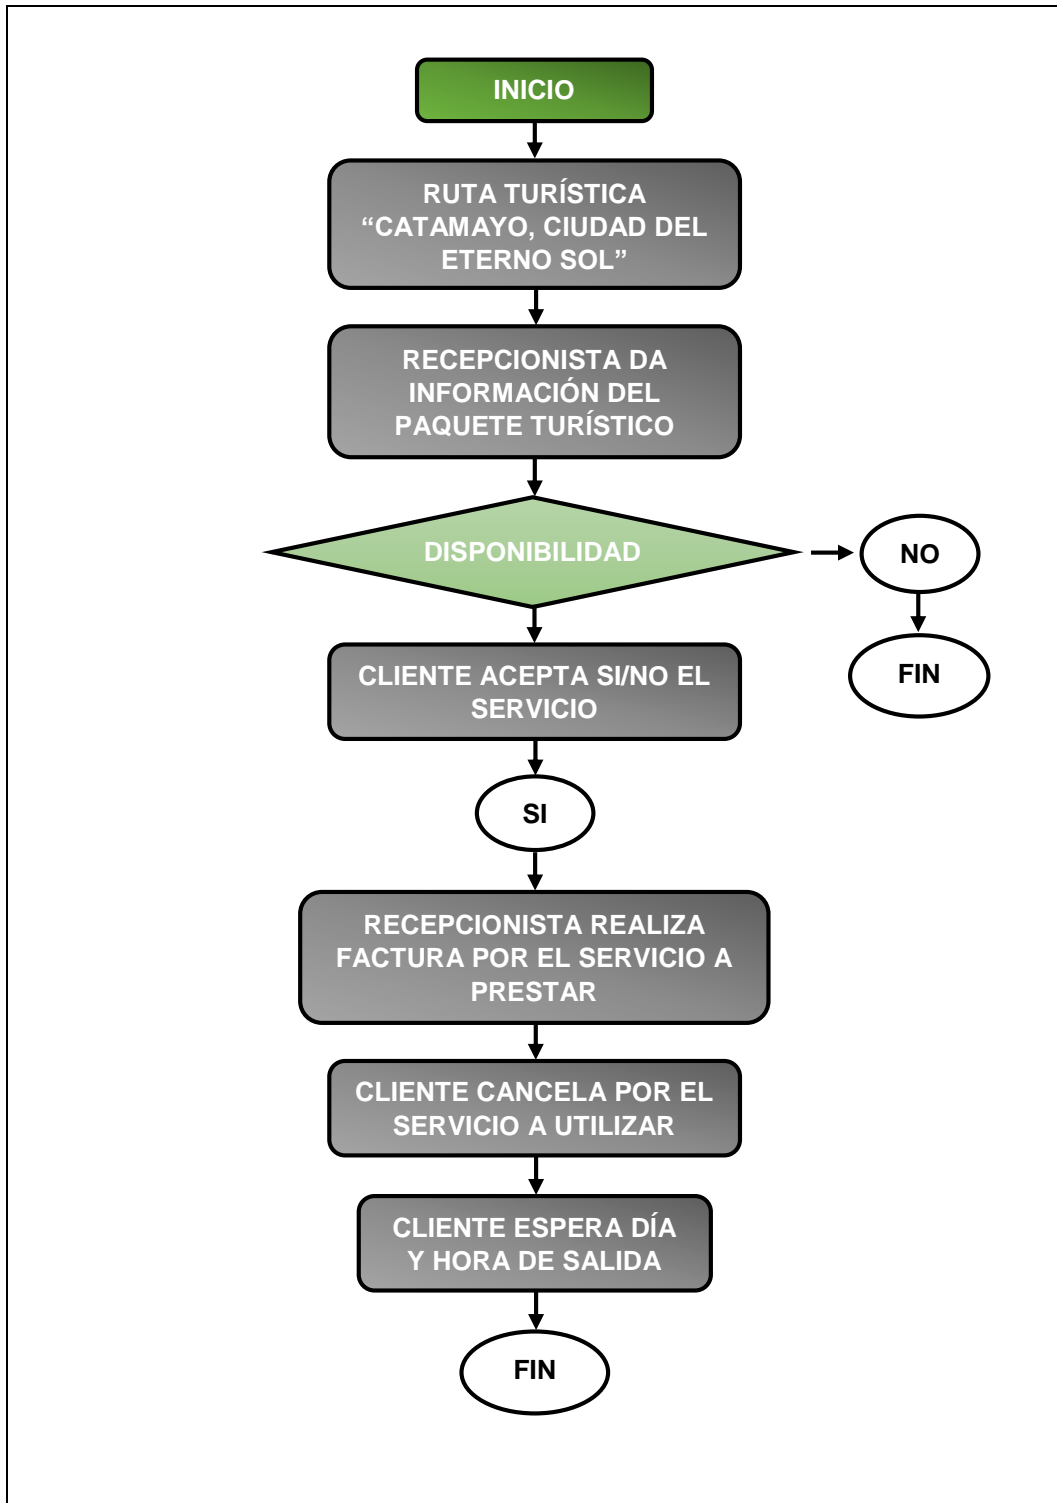 INICIO
RUTA TURÍSTICA
“CATAMAYO, CIUDAD DEL
ETERNO SOL”
RECEPCIONISTA DA
INFORMACIÓN DEL
PAQUETE TURÍSTICO
DISPONIBILIDAD
NO
FIN
CLIENTE ACEPTA SI/NO EL
SERVICIO
SI
RECEPCIONISTA REALIZA
FACTURA POR EL SERVICIO A
PRESTAR
CLIENTE CANCELA POR EL
SERVICIO A UTILIZAR
CLIENTE ESPERA DÍA
Y HORA DE SALIDA
FIN